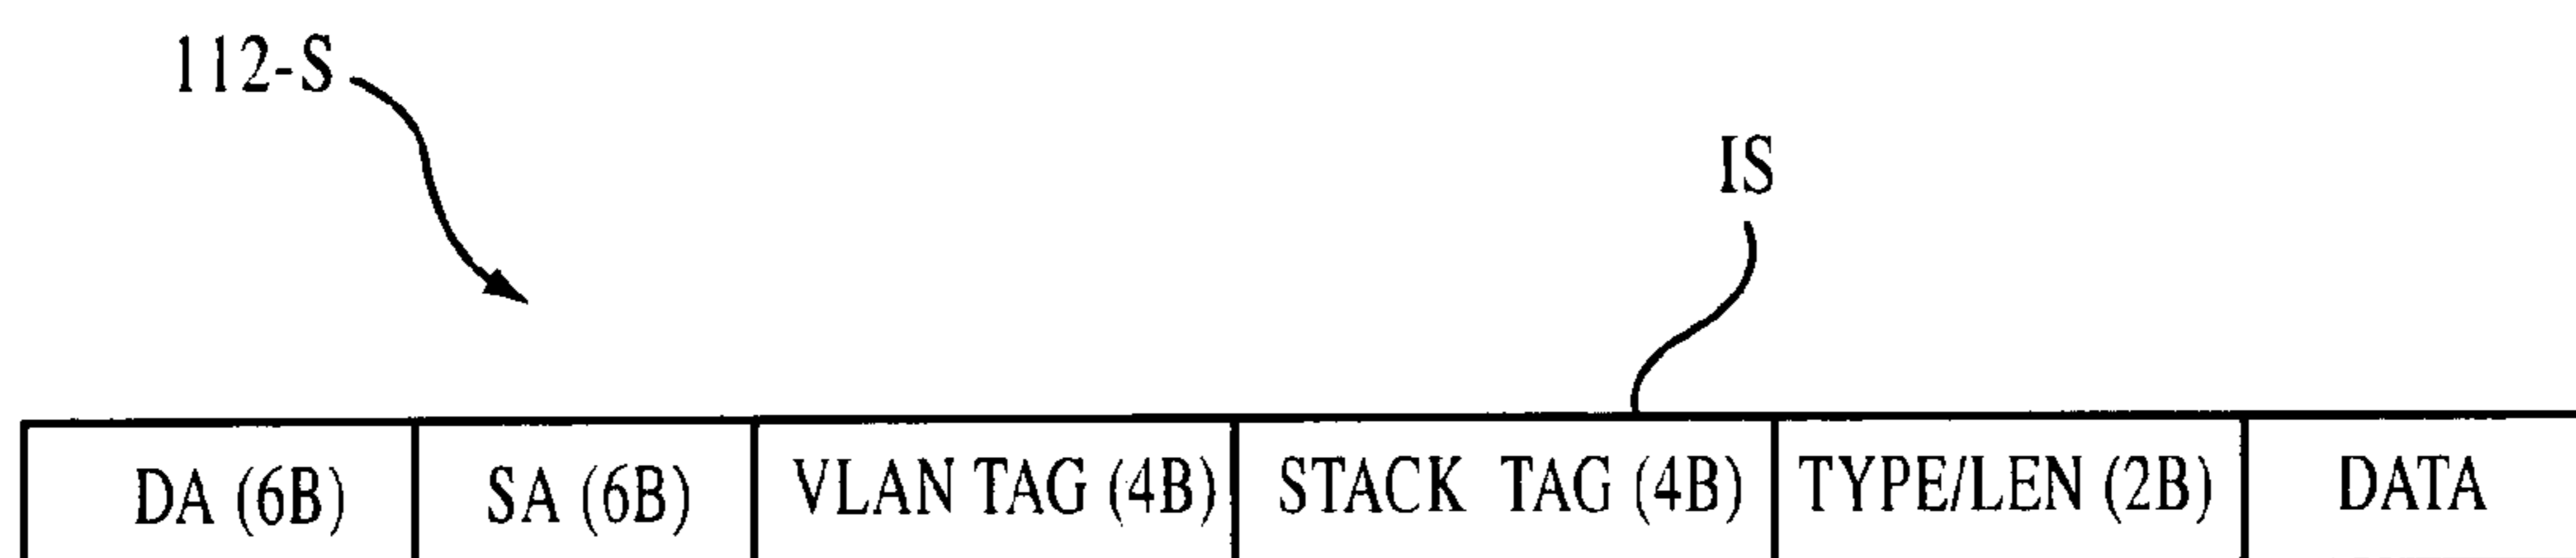 112-S
IS
DA (6B) SA (6B) VLAN TAG (4B) STACK TAG (4B) TYPE/LEN (2B) DATA